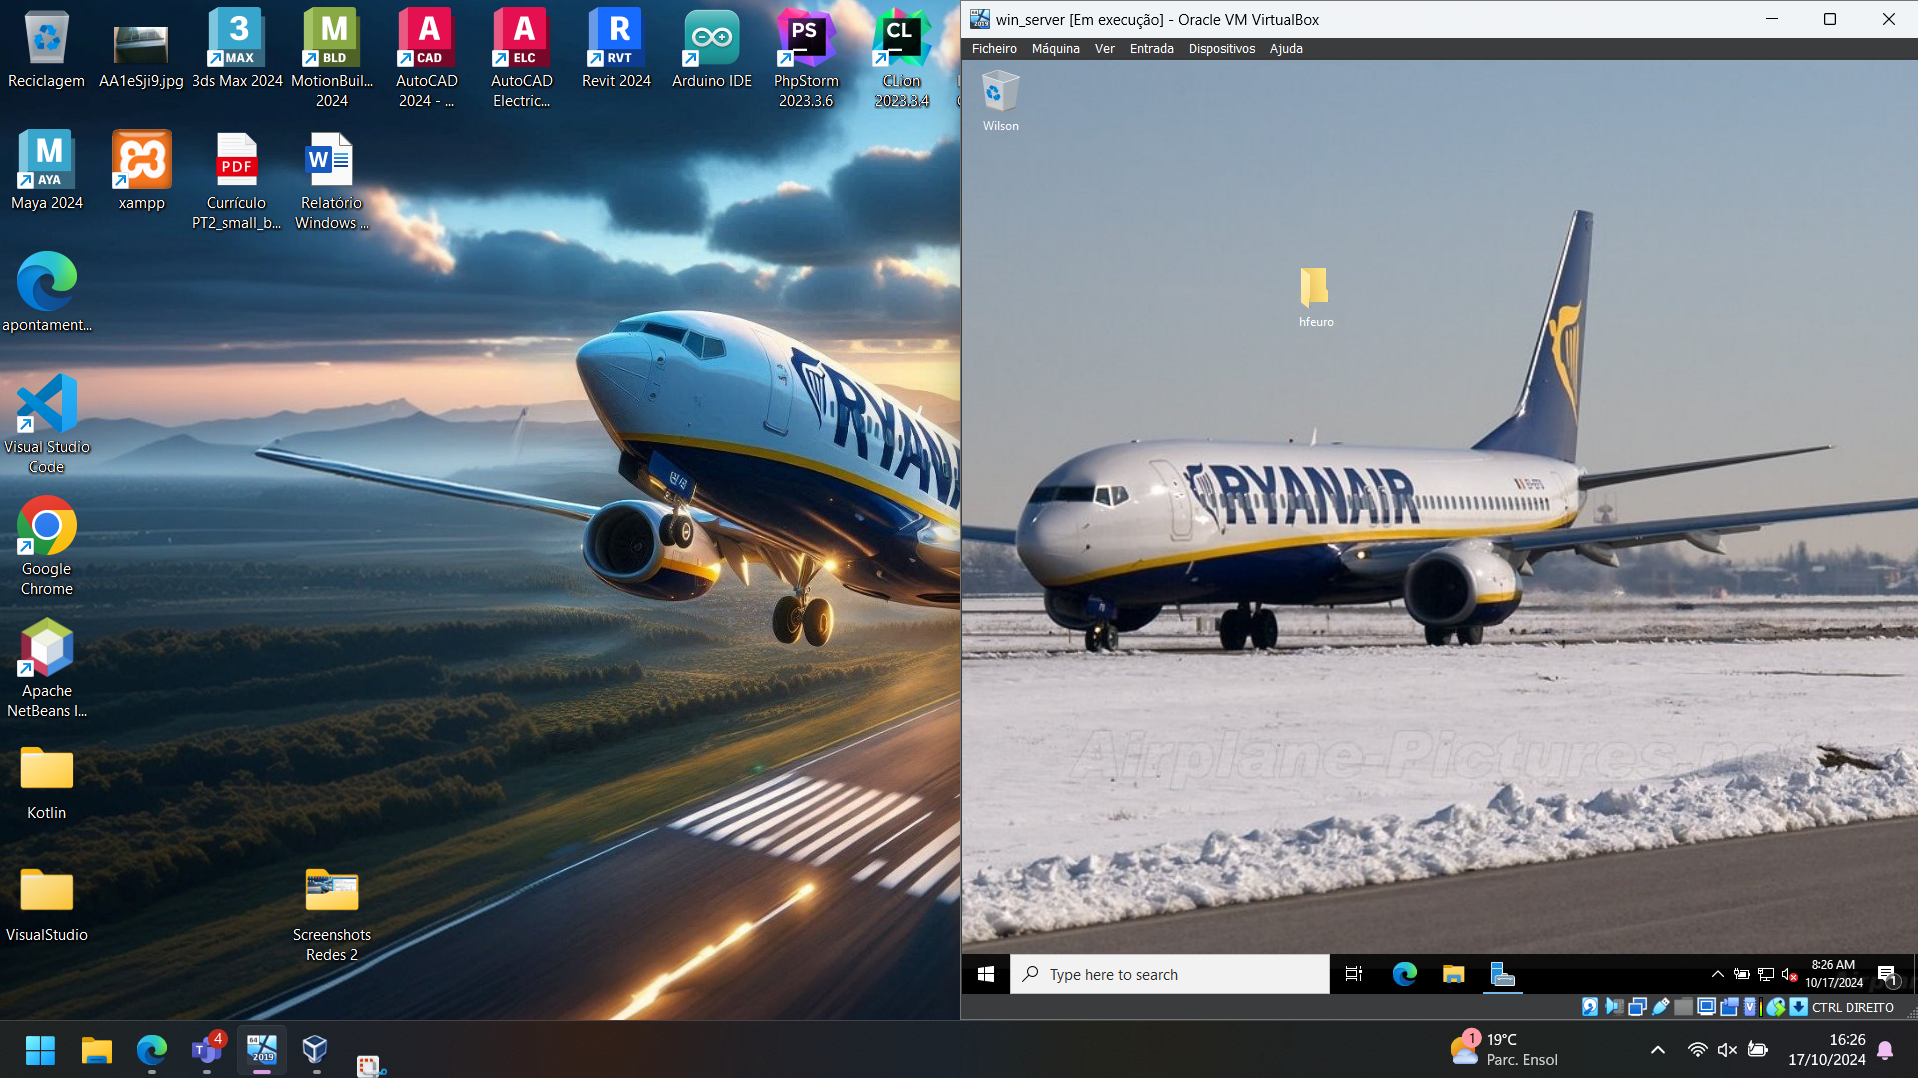 Reciclagem
AA1eSji9.jpg
3
MAX
3ds Max 2024
M
BLD
MotionBuil...
2024
A
CAD
AutoCAD
2024 - ...
A
ELC
AutoCAD
Electric...
R
RVT
Revit 2024
Arduino IDE
PS
PhpStorm
2023.3.6
CL
CLion
2023.3.4
M
AYA
Maya 2024
xampp
PDF
Currículo
PT2_small_b...
W
Relatório
Windows ...
apontament...
Visual Studio
Code
Google
Chrome
Apache
NetBeans I...
Kotlin
VisualStudio
Screenshots
Redes 2
RYAN
win_server [Em execução] - Oracle VM VirtualBox
Ficheiro Máquina Ver Entrada Dispositivos Ajuda
Wilson
hfeuro
RYANAIR
Airplane-Pictures.n
Type here to search
8:26 AM
10/17/2024
1
CTRL DIREITO
4
64
2019
1
19°C
Parc. Ensol
16:26
17/10/2024